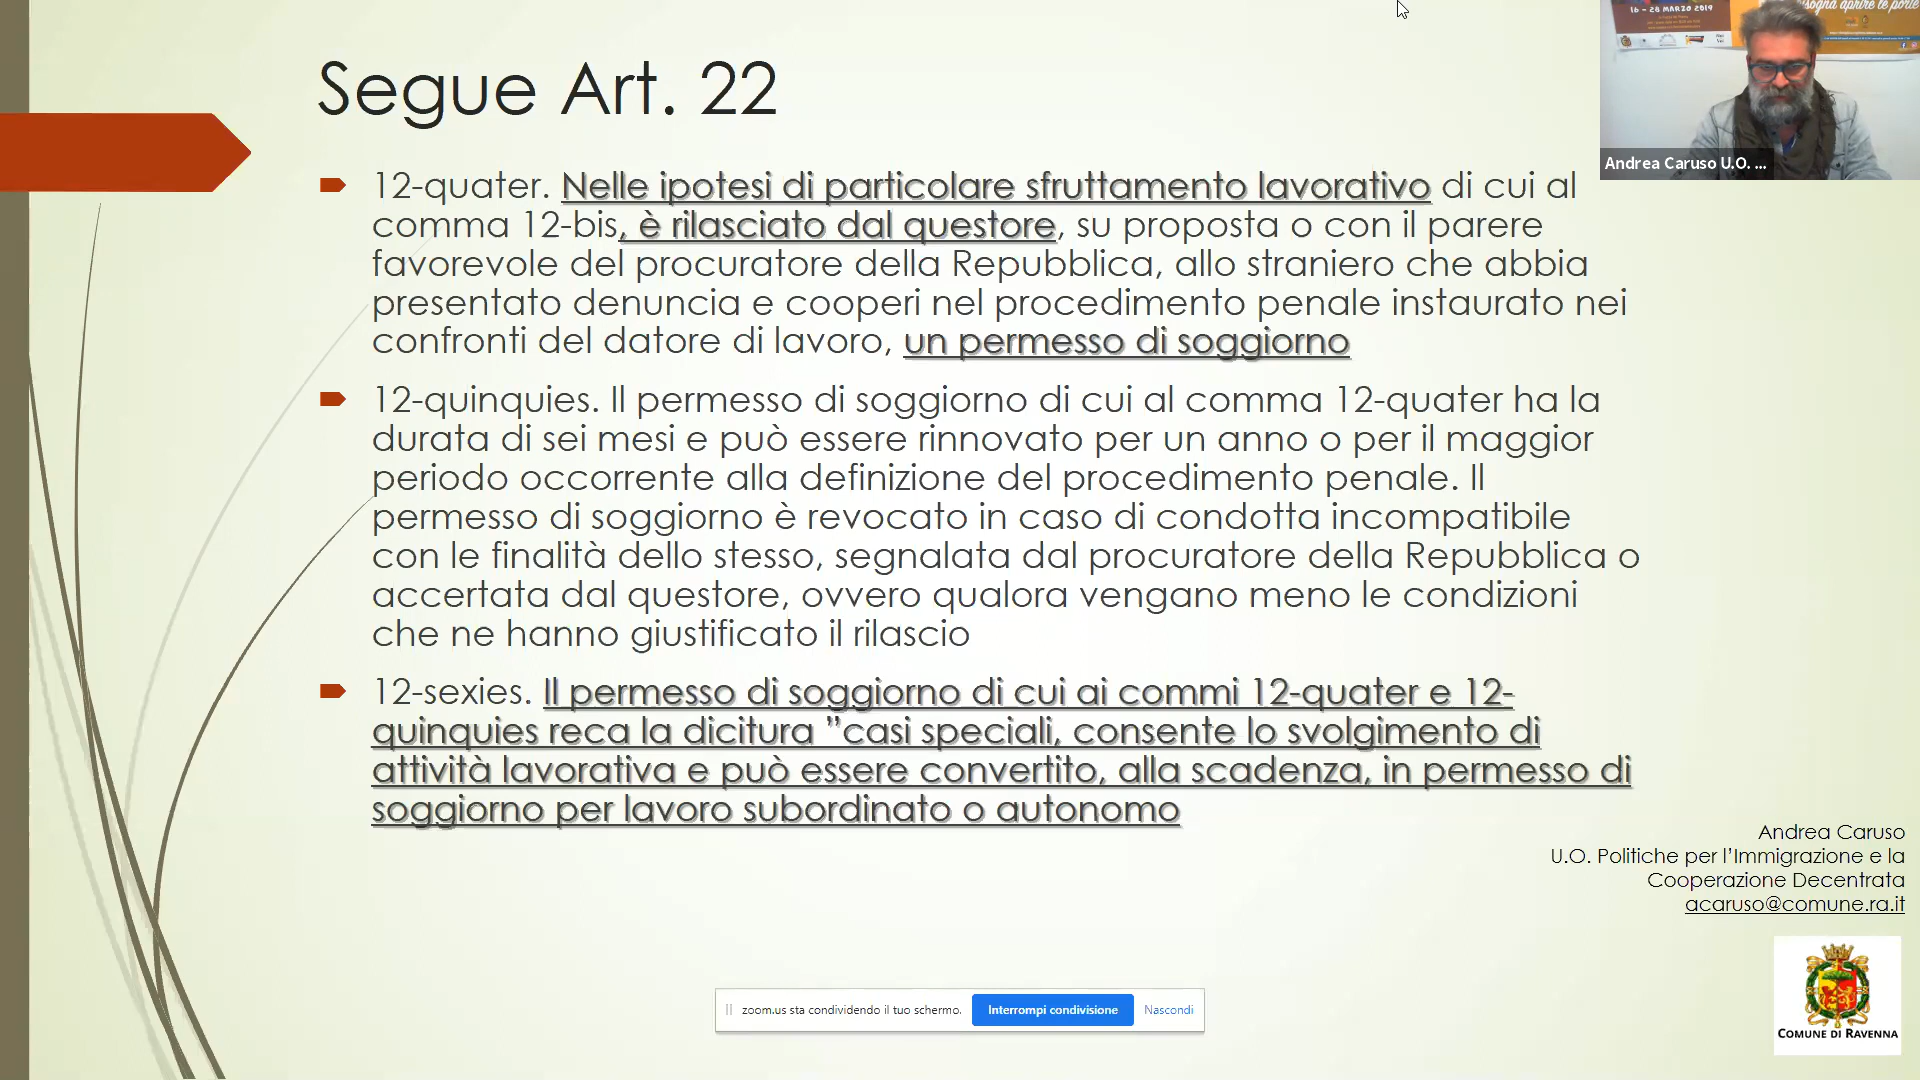 Segue Art. 22
12-quater. Nelle ipotesi di particolare sfruttamento lavorativo di cui al
comma 12-bis, è rilasciato dal questore, su proposta o con il parere
favorevole del procuratore della Repubblica, allo straniero che abbia
presentato denuncia e cooperi nel procedimento penale instaurato nei
confronti del datore di lavoro, un permesso di soggiorno
12-quinquies. Il permesso di soggiorno di cui al comma 12-quater ha la
durata di sei mesi e può essere rinnovato per un anno o per il maggior
periodo occorrente alla definizione del procedimento penale. Il
permesso di soggiorno è revocato in caso di condotta incompatibile
con le finalità dello stesso, segnalata dal procuratore della Repubblica o
accertata dal questore, ovvero qualora vengano meno le condizioni
che ne hanno giustificato il rilascio
12-sexies. Il permesso di soggiorno di cui ai commi 12-quater e 12-
quinquies reca la dicitura ”casi speciali, consente lo svolgimento di
attività lavorativa e può essere convertito, alla scadenza, in permesso di
soggiorno per lavoro subordinato o autonomo
16 - 28 MARZO 2019
aprire le porte
Andrea Caruso U.O. ...
Andrea Caruso
U.O. Politiche per l’Immigrazione e la
Cooperazione Decentrata
acaruso@comune.ra.it
COMUNE DI RAVENNA
zoom.us sta condividendo il tuo schermo.
Interrompi condivisione
Nascondi